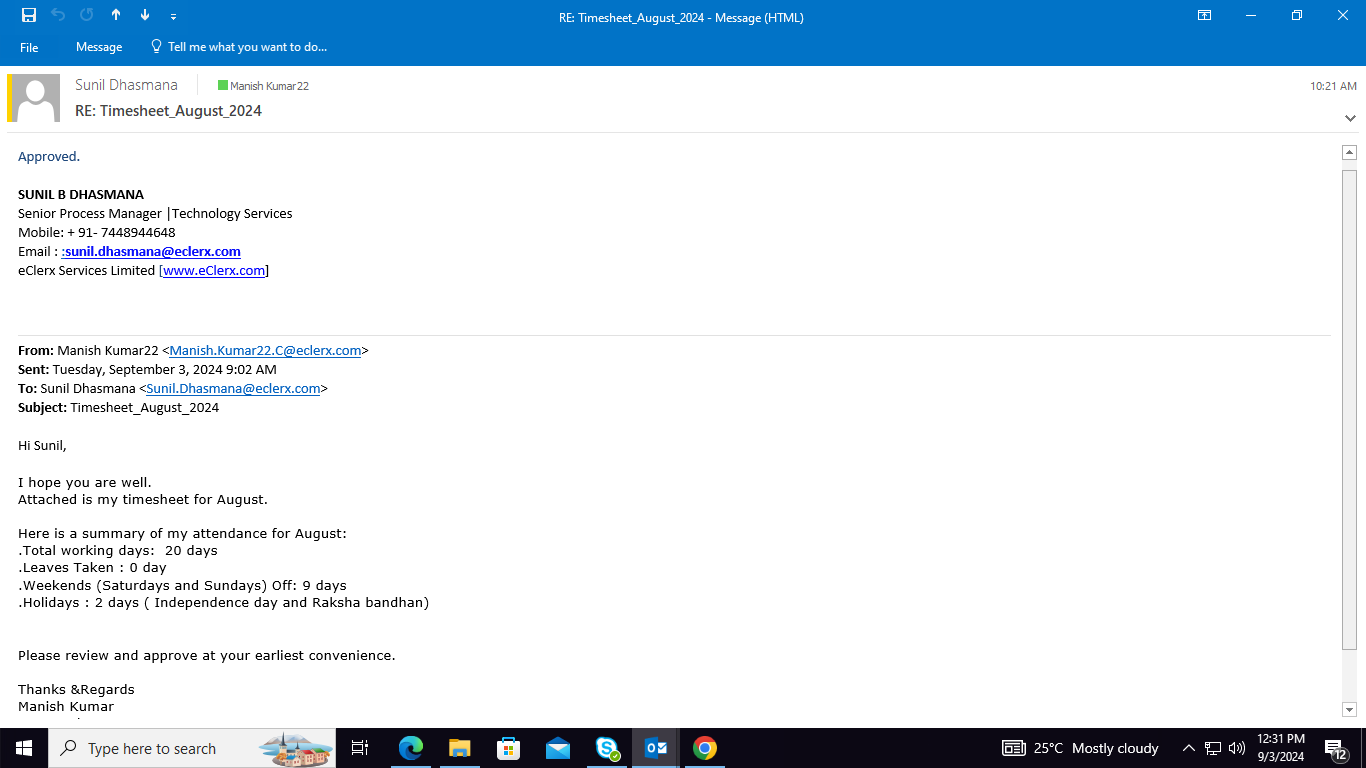 RE: Timesheet_August_2024 - Message (HTML)
File Message Tell me what you want to do...
Sunil Dhasmana Manish Kumar22 10:21 AM
RE: Timesheet_August_2024
Approved.
SUNIL B DHASMANA
Senior Process Manager |Technology Services
Mobile: + 91- 7448944648
Email : :sunil.dhasmana@eclerx.com
eClerx Services Limited [www.eClerx.com]
From: Manish Kumar22 <Manish.Kumar22.C@eclerx.com>
Sent: Tuesday, September 3, 2024 9:02 AM
To: Sunil Dhasmana <Sunil.Dhasmana@eclerx.com>
Subject: Timesheet_August_2024
Hi Sunil,
I hope you are well.
Attached is my timesheet for August.
Here is a summary of my attendance for August:
.Total working days:  20 days
.Leaves Taken : 0 day
.Weekends (Saturdays and Sundays) Off: 9 days
.Holidays : 2 days ( Independence day and Raksha bandhan)
Please review and approve at your earliest convenience.
Thanks &Regards
Manish Kumar
Type here to search 25°C Mostly cloudy 12:31 PM
9/3/2024 12